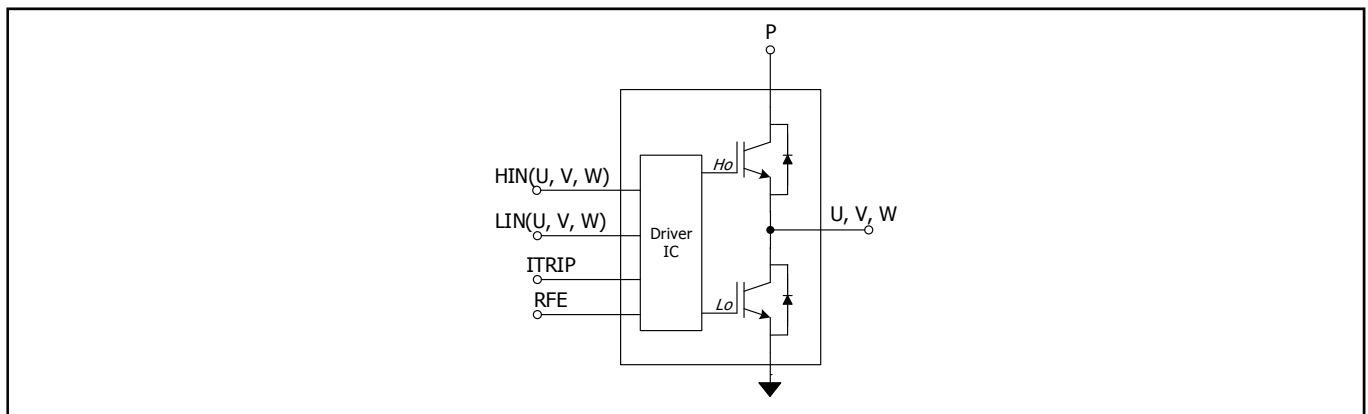 P
HIN(U, V, W)
Ho
LIN(U, V, W)
Driver
IC
U, V, W
ITRIP
RFE
Lo